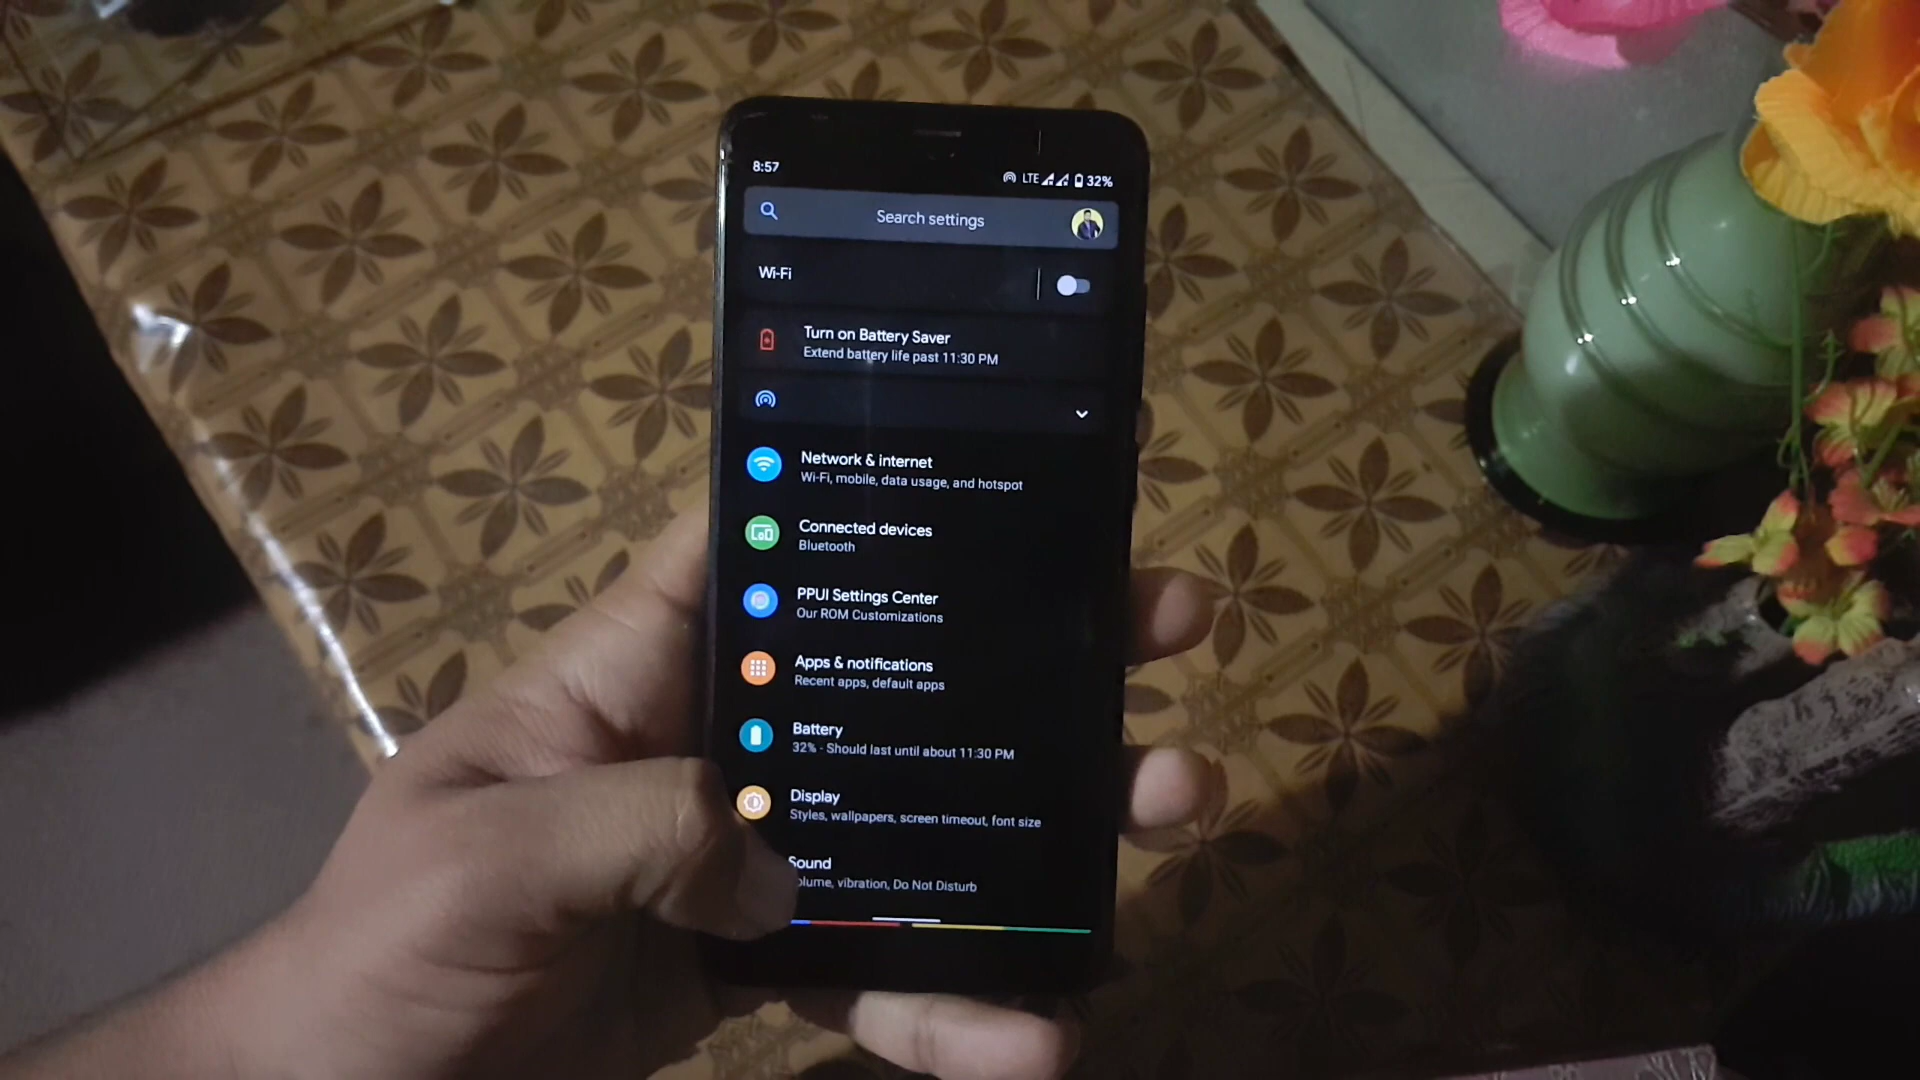 8:57
LTE 32%
Search settings
Wi-Fi
Turn on Battery Saver
Extend battery life past 11:30 PM
Network & internet
Wi-Fi, mobile, data usage, and hotspot
Connected devices
Bluetooth
PPUI Settings Center
Our ROM Customizations
Apps & notifications
Recent apps, default apps
Battery
32% - Should last until about 11:30 PM
Display
Styles, wallpapers, screen timeout, font size
Sound
olume, vibration, Do Not Disturb